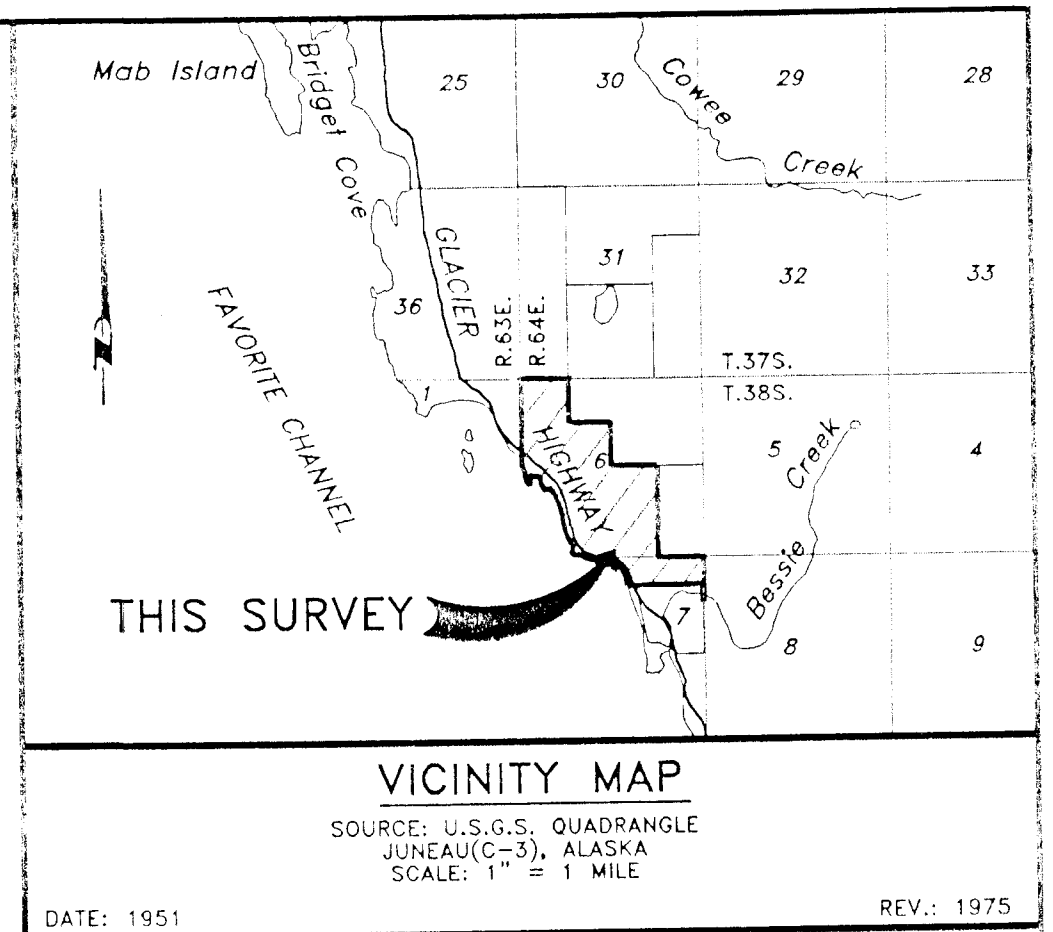 Mab Island
Bridget Cove
25
30
29
28
Cowee
Creek
GLACIER
31
32
33
36
FAVORITE CHANNEL
R.63E.
R.64E.
T.37S.
T.38S.
1
HIGHWAY
6
5
4
Bessie Creek
THIS SURVEY
7
8
9
VICINITY MAP
SOURCE: U.S.G.S. QUADRANGLE
JUNEAU(C-3), ALASKA
SCALE: 1" = 1 MILE
DATE: 1951
REV.: 1975